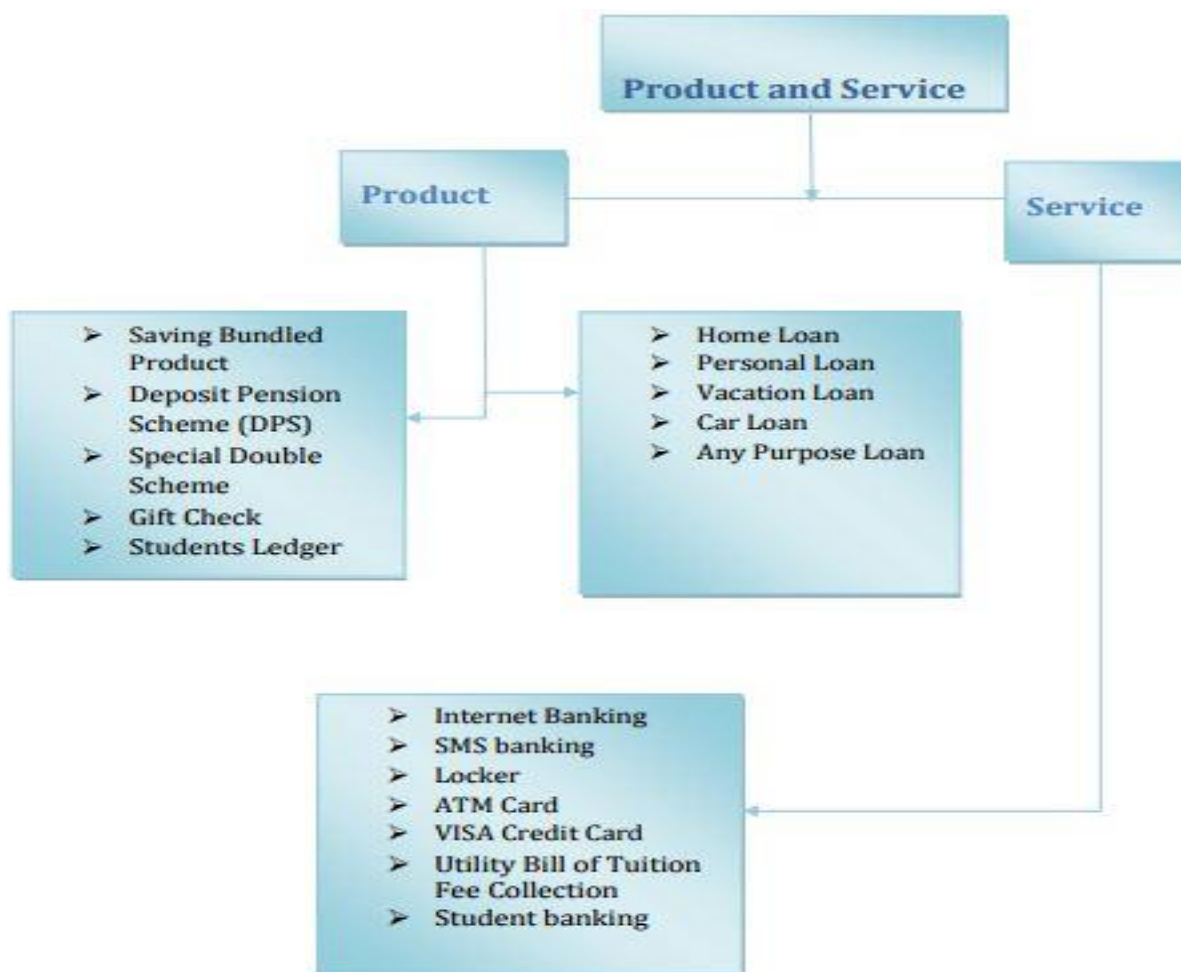 Product and Service
Product
Service
➢ Saving Bundled
Product
➢ Deposit Pension
Scheme (DPS)
➢ Special Double
Scheme
➢ Gift Check
➢ Students Ledger
➢ Home Loan
➢ Personal Loan
➢ Vacation Loan
➢ Car Loan
➢ Any Purpose Loan
➢ Internet Banking
➢ SMS banking
➢ Locker
➢ ATM Card
➢ VISA Credit Card
➢ Utility Bill of Tuition
Fee Collection
➢ Student banking